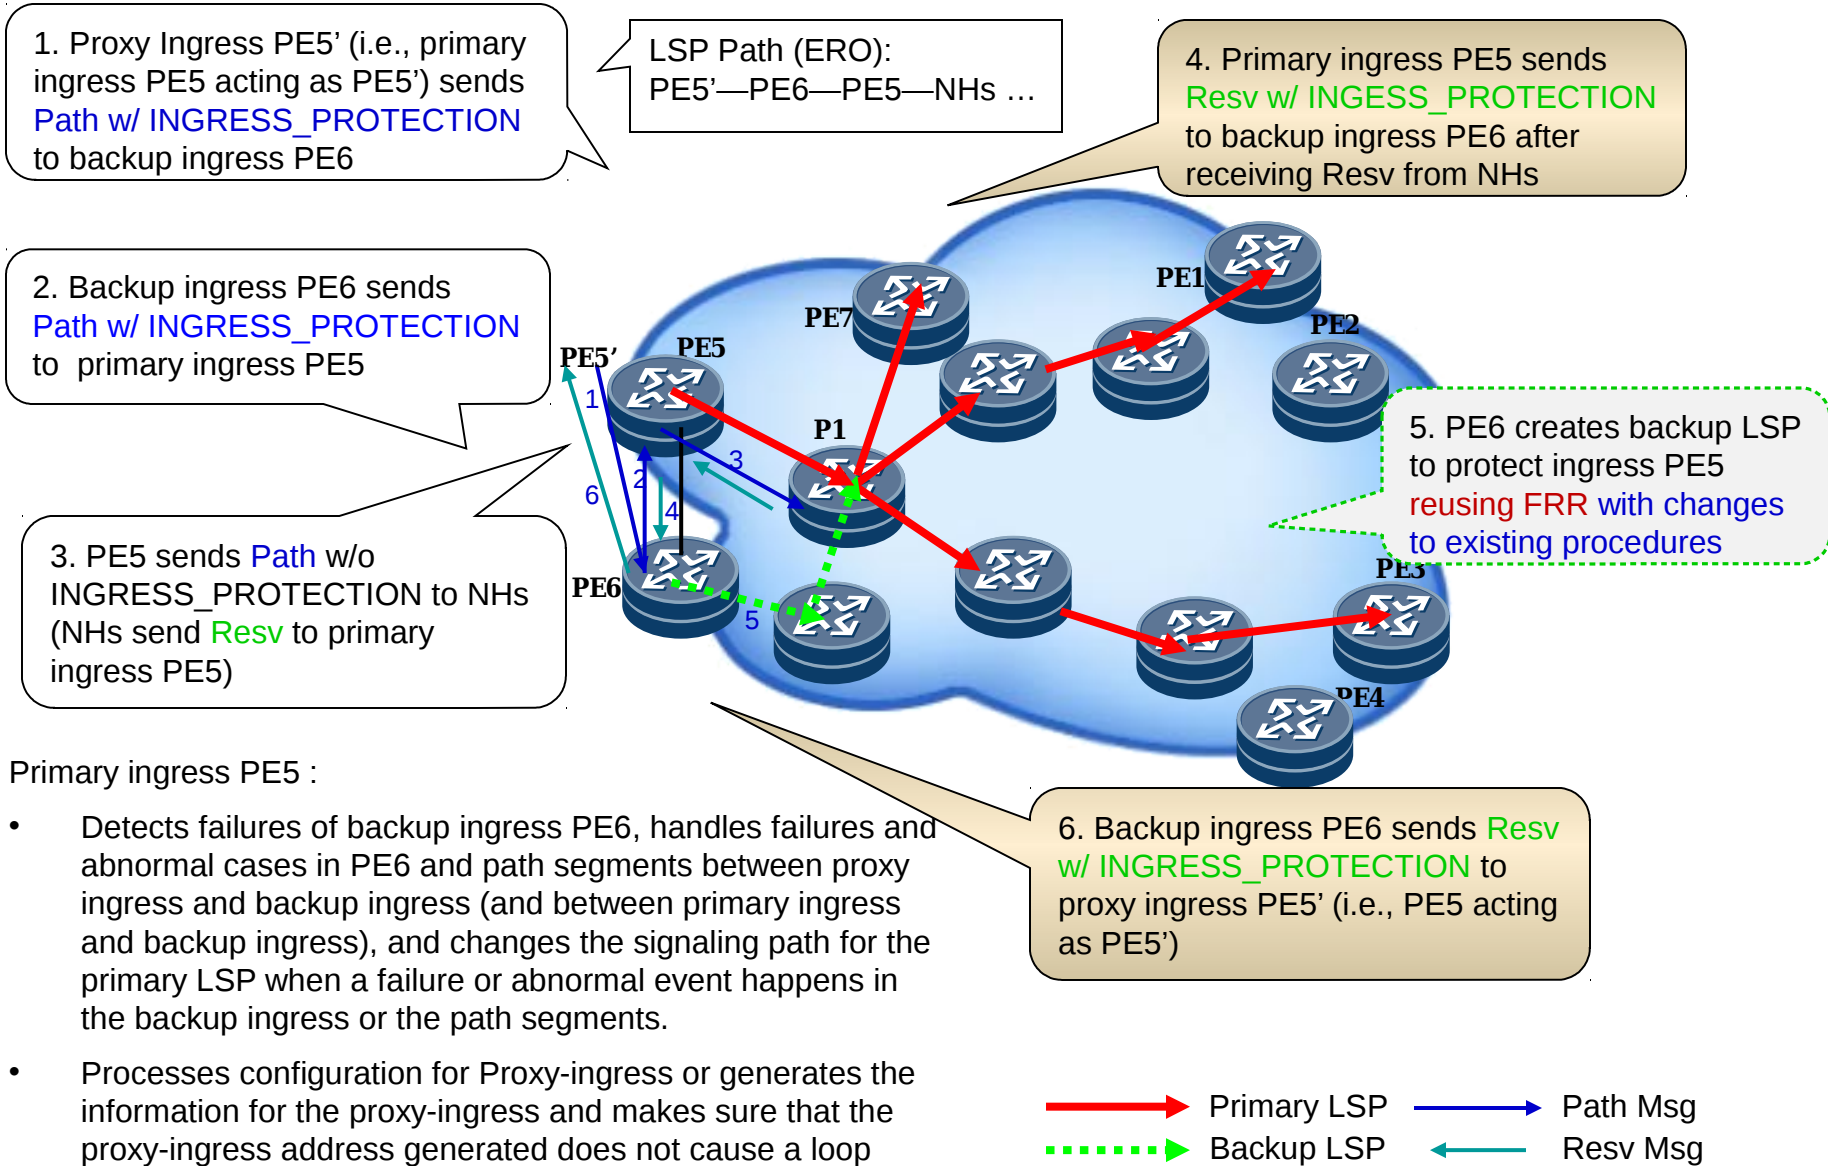 1. Proxy Ingress PE5’ (i.e., primary
ingress PE5 acting as PE5’) sends
Path w/ INGRESS_PROTECTION
to backup ingress PE6
LSP Path (ERO):
PE5’—PE6—PE5—NHs …
4. Primary ingress PE5 sends
Resv w/ INGESS_PROTECTION
to backup ingress PE6 after
receiving Resv from NHs
2. Backup ingress PE6 sends
Path w/ INGRESS_PROTECTION
to  primary ingress PE5
3. PE5 sends Path w/o
INGRESS_PROTECTION to NHs
(NHs send Resv to primary
ingress PE5)
PE5’
PE5
PE7
PE1
PE2
P1
PE6
PE3
PE4
1
2
3
4
6
5
5. PE6 creates backup LSP
to protect ingress PE5
reusing FRR with changes
to existing procedures
6. Backup ingress PE6 sends Resv
w/ INGRESS_PROTECTION to
proxy ingress PE5’ (i.e., PE5 acting
as PE5’)
Primary ingress PE5 :
• Detects failures of backup ingress PE6, handles failures and
abnormal cases in PE6 and path segments between proxy
ingress and backup ingress (and between primary ingress
and backup ingress), and changes the signaling path for the
primary LSP when a failure or abnormal event happens in
the backup ingress or the path segments.
• Processes configuration for Proxy-ingress or generates the
information for the proxy-ingress and makes sure that the
proxy-ingress address generated does not cause a loop
Primary LSP
Path Msg
Backup LSP
Resv Msg